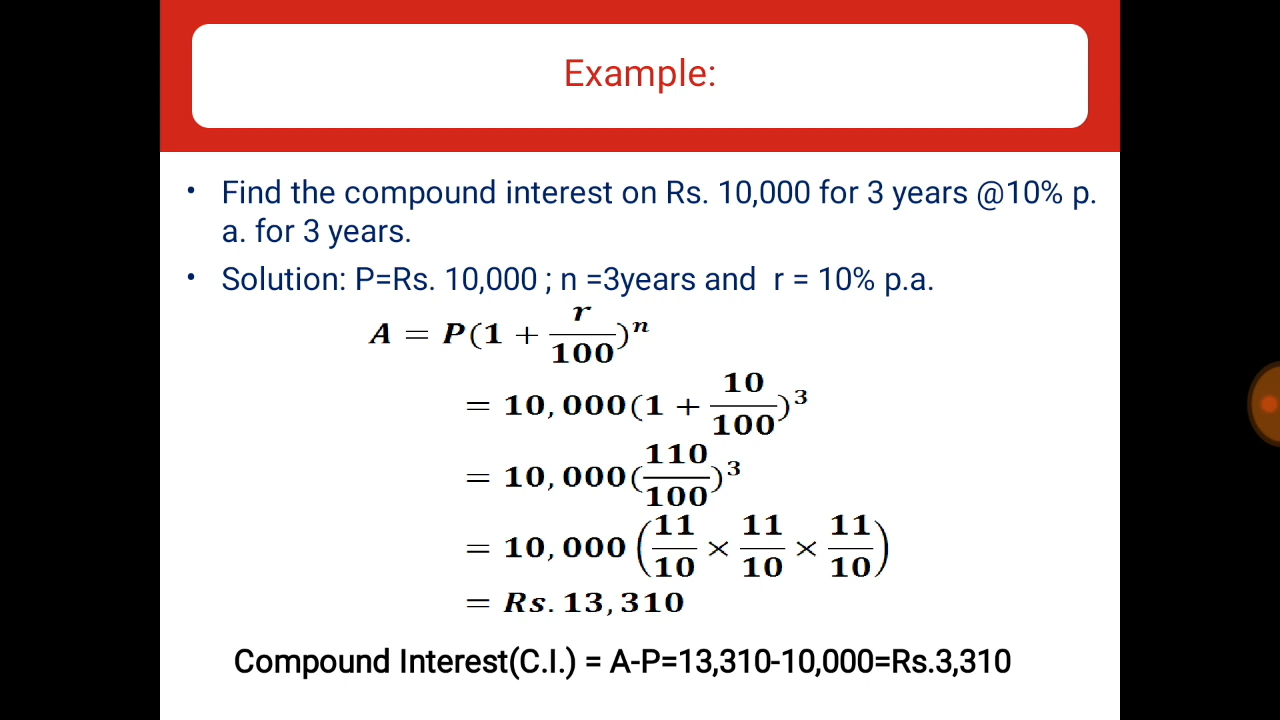 Example:
• Find the compound interest on Rs. 10,000 for 3 years @10% p.
a. for 3 years.
• Solution: P=Rs. 10,000 ; n =3years and r = 10% p.a.
A = P(1 + r/100)^n
= 10,000(1 + 10/100)^3
= 10,000(110/100)^3
= 10,000 (11/10 × 11/10 × 11/10)
= Rs. 13,310
Compound Interest(C.I.) = A-P=13,310-10,000=Rs.3,310